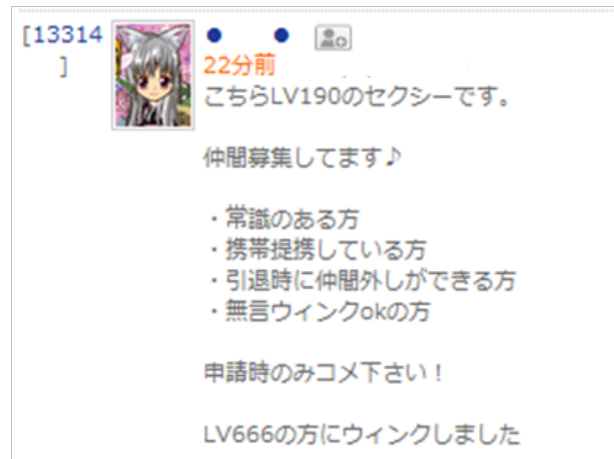 [13314
]
● ●
22分前
こちらLV190のセクシーです。
仲間募集してます♪
・常識のある方
・携帯提携している方
・引退時に仲間外しができる方
・無言ウィンクokの方
申請時のみコメ下さい！
LV666の方にウィンクしました